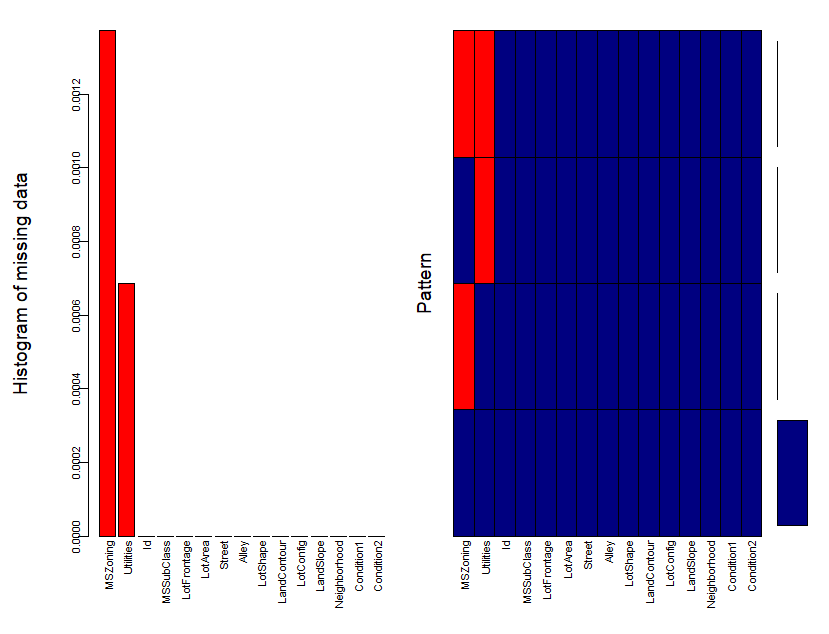 Histogram of missing data
0.0000
0.0002
0.0004
0.0006
0.0008
0.0010
0.0012
MSZoning
Utilities
Id
MSSubClass
LotFrontage
LotArea
Street
Alley
LotShape
LandContour
LotConfig
LandSlope
Neighborhood
Condition1
Condition2
Pattern
MSZoning
Utilities
Id
MSSubClass
LotFrontage
LotArea
Street
Alley
LotShape
LandContour
LotConfig
LandSlope
Neighborhood
Condition1
Condition2